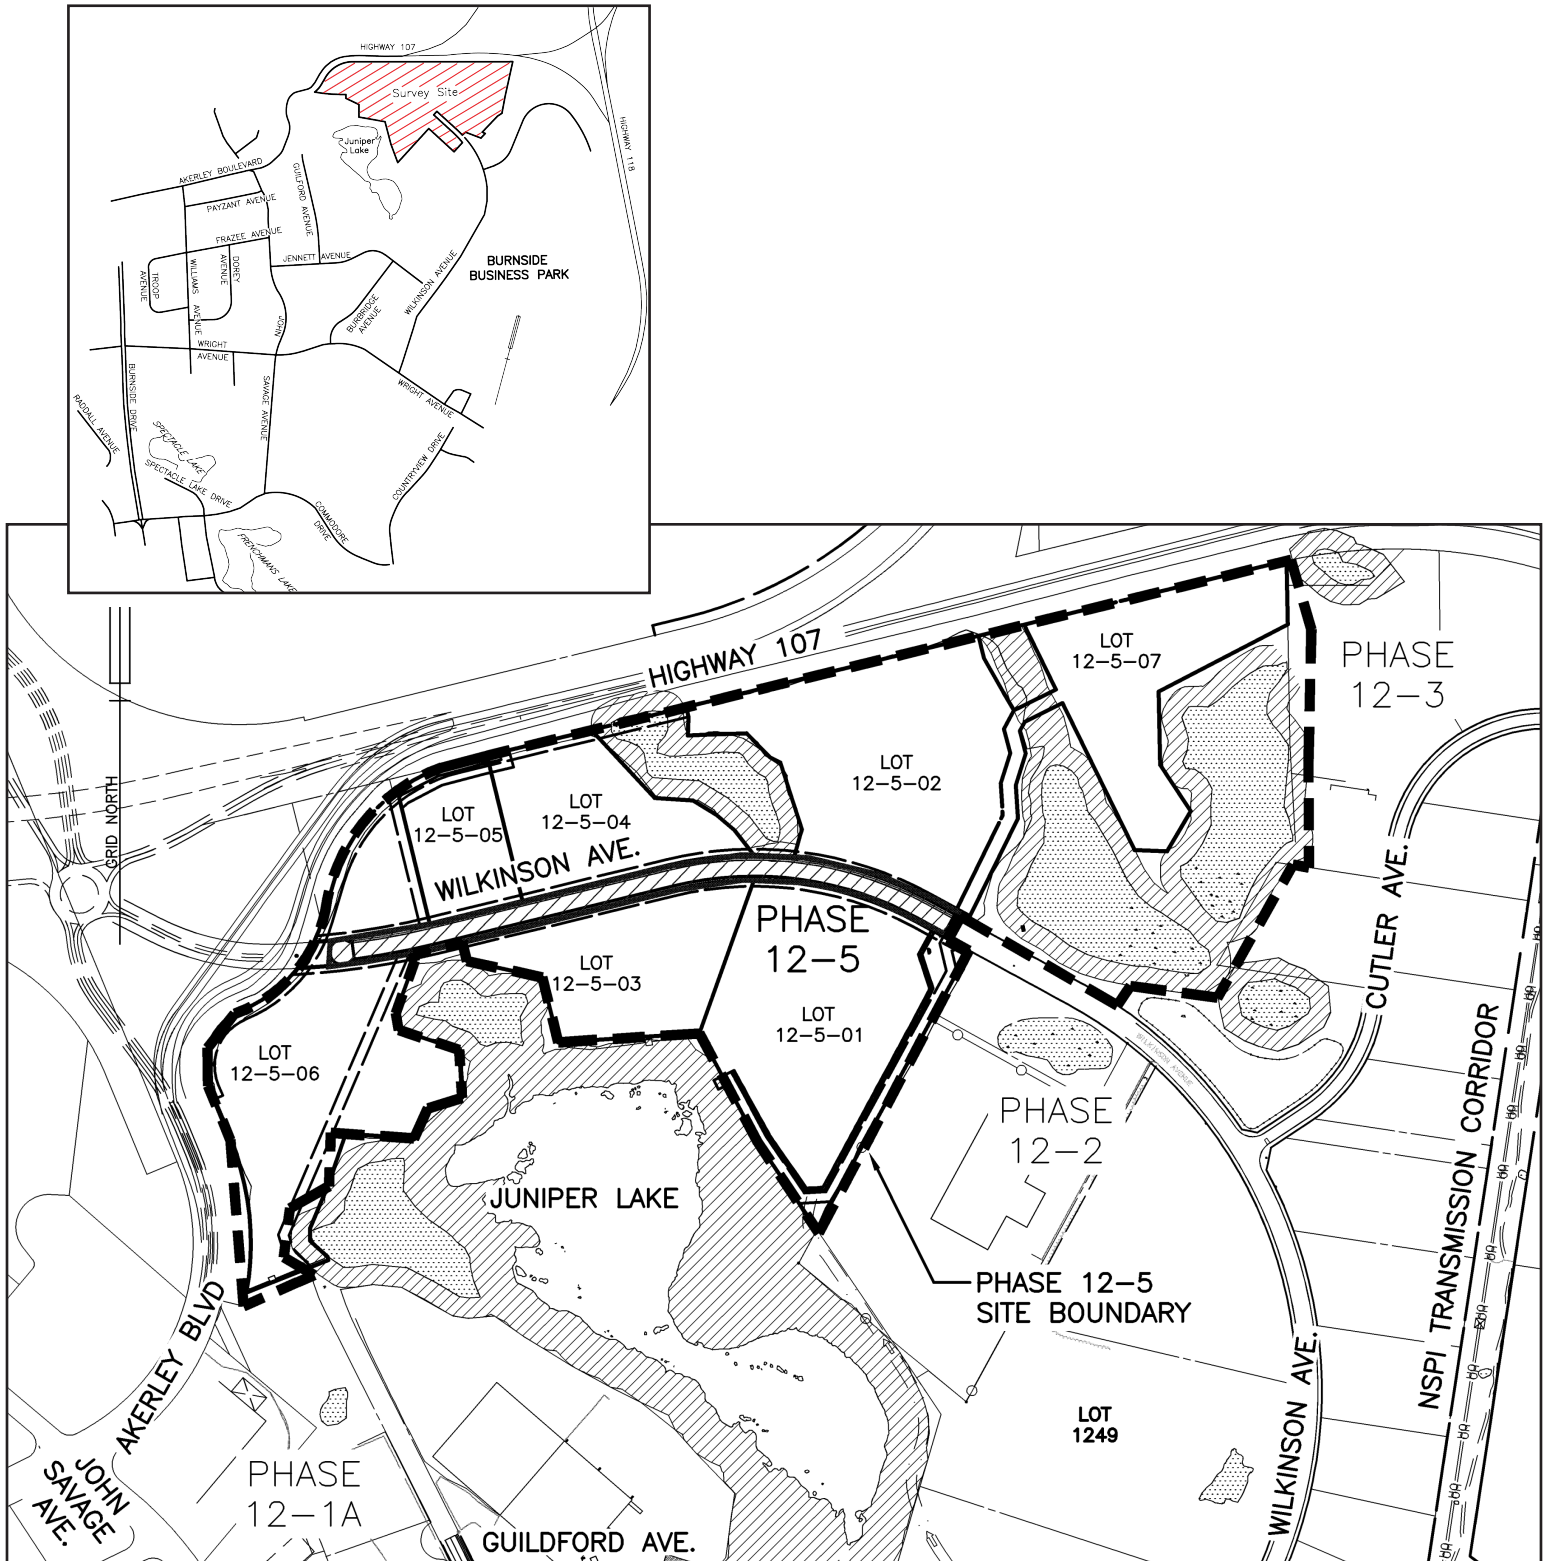 HIGHWAY 107
Survey Site
HIGHWAY 118
Juniper
Lake
AKERLEY BOULEVARD
GUILFORD AVENUE
PAYZANT AVENUE
FRAZEE AVENUE
JENNETT AVENUE
TROOP
AVENUE
WILLIAMS AVENUE
DOREY
AVENUE
BURNSIDE
BUSINESS PARK
WILKINSON AVENUE
BURBRIDGE
AVENUE
JOHN
SAVAGE AVENUE
WRIGHT
AVENUE
WRIGHT AVENUE
BURNSIDE DRIVE
RADDALL AVENUE
SPECTACLE LAKE
SPECTACLE LAKE DRIVE
COUNTRYVIEW DRIVE
COMMODORE
DRIVE
FRENCHMANS LAKE
HIGHWAY 107
LOT
12-5-07
PHASE
12-3
LOT
12-5-02
LOT
12-5-04
LOT
12-5-05
GRID NORTH
WILKINSON AVE.
CUTLER AVE.
PHASE
12-5
LOT
12-5-03
LOT
12-5-01
LOT
12-5-06
WILKINSON AVENUE
PHASE
12-2
NSPI TRANSMISSION CORRIDOR
JUNIPER LAKE
PHASE 12-5
SITE BOUNDARY
AKERLEY BLVD
WILKINSON AVE.
LOT
1249
JOHN
SAVAGE
AVE.
PHASE
12-1A
GUILDFORD AVE.